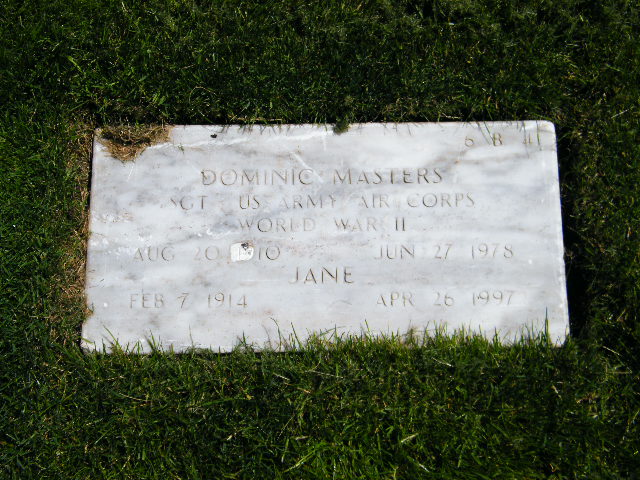 6 B 41
DOMINIC MASTERS
SGT US ARMY AIR CORPS
WORLD WAR II
AUG 20 1910 JUN 27 1978
JANE
FEB 7 1914 APR 26 1997